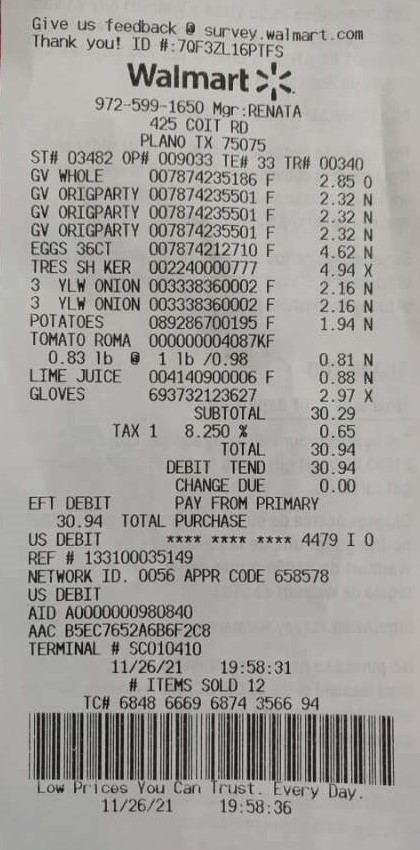 Give us feedback @ survey.walmart.com
Thank you! ID #:7QF3ZL16PTFS
Walmart
972-599-1650 Mgr:RENATA
425 COIT RD
PLANO TX 75075
ST# 03482 OP# 009033 TE# 33 TR# 00340
GV WHOLE 007874235186 F 2.85 O
GV ORIGPARTY 007874235501 F 2.32 N
GV ORIGPARTY 007874235501 F 2.32 N
GV ORIGPARTY 007874235501 F 2.32 N
EGGS 36CT 007874212710 F 4.62 N
TRES SH KER 002240000777 4.94 X
3 YLW ONION 003338360002 F 2.16 N
3 YLW ONION 003338360002 F 2.16 N
POTATOES 089286700195 F 1.94 N
TOMATO ROMA 000000004087KF
0.83 lb @ 1 lb /0.98 0.81 N
LIME JUICE 004140900006 F 0.88 N
GLOVES 693732123627 2.97 X
SUBTOTAL 30.29
TAX 1 8.250 % 0.65
TOTAL 30.94
DEBIT TEND 30.94
CHANGE DUE 0.00
EFT DEBIT PAY FROM PRIMARY
30.94 TOTAL PURCHASE
US DEBIT **** **** **** 4479 I 0
REF # 133100035149
NETWORK ID. 0056 APPR CODE 658578
US DEBIT
AID A0000000980840
AAC B5EC7652A6B6F2C8
TERMINAL # SC010410
11/26/21 19:58:31
# ITEMS SOLD 12
TC# 6848 6669 6874 3566 94
Low Prices You Can Trust. Every Day.
11/26/21 19:58:36